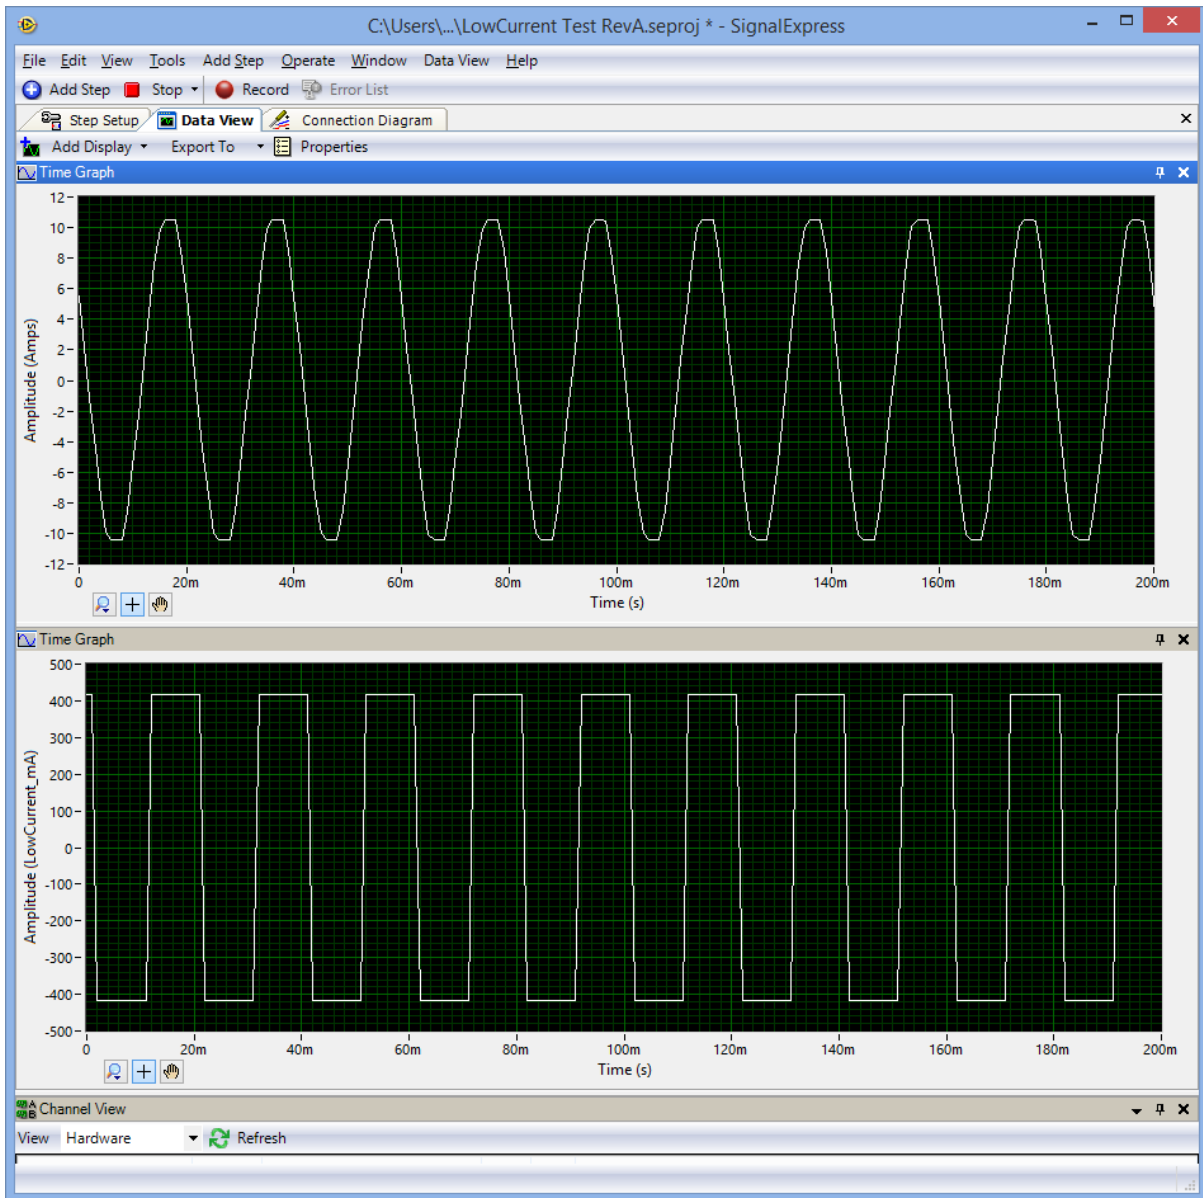 C:\Users\...\LowCurrent Test RevA.seproj * - SignalExpress
File Edit View Tools Add Step Operate Window Data View Help
Add Step Stop Record Error List
Step Setup Data View Connection Diagram
Add Display Export To Properties
Time Graph
Amplitude (Amps)
12
10
8
6
4
2
0
-2
-4
-6
-8
-10
-12
0 20m 40m 60m 80m 100m 120m 140m 160m 180m 200m
Time (s)
Time Graph
Amplitude (LowCurrent_mA)
500
400
300
200
100
0
-100
-200
-300
-400
-500
0 20m 40m 60m 80m 100m 120m 140m 160m 180m 200m
Time (s)
A
B
Channel View
View Hardware Refresh